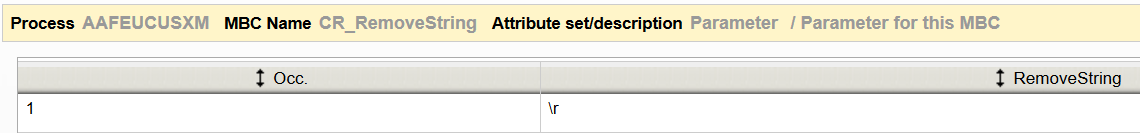 Process AAFEUCUSXM MBC Name CR_RemoveString Attribute set/description Parameter / Parameter for this MBC
Occ. RemoveString
1 \r